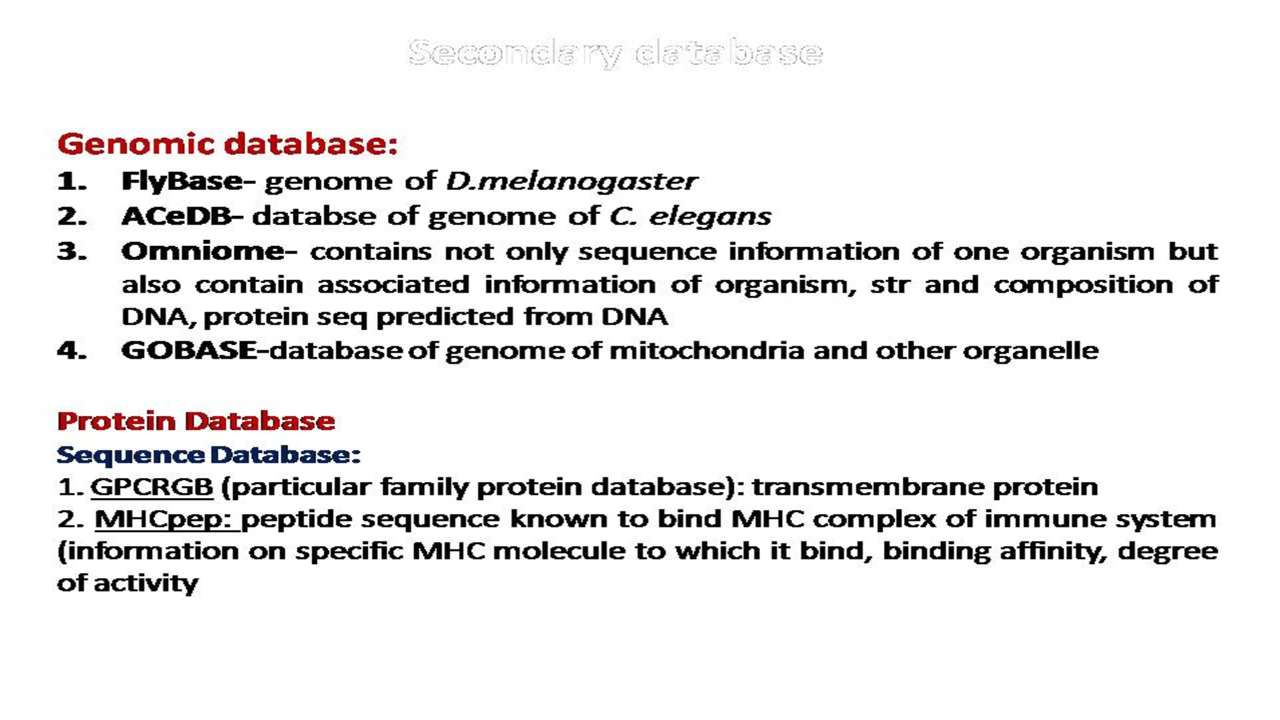 Secondary database
Genomic database:
1. FlyBase- genome of D.melanogaster
2. ACeDB- databse of genome of C. elegans
3. Omniome- contains not only sequence information of one organism but
also contain associated information of organism, str and composition of
DNA, protein seq predicted from DNA
4. GOBASE-database of genome of mitochondria and other organelle
Protein Database
Sequence Database:
1. GPCRGB (particular family protein database): transmembrane protein
2. MHCpep: peptide sequence known to bind MHC complex of immune system
(information on specific MHC molecule to which it bind, binding affinity, degree
of activity